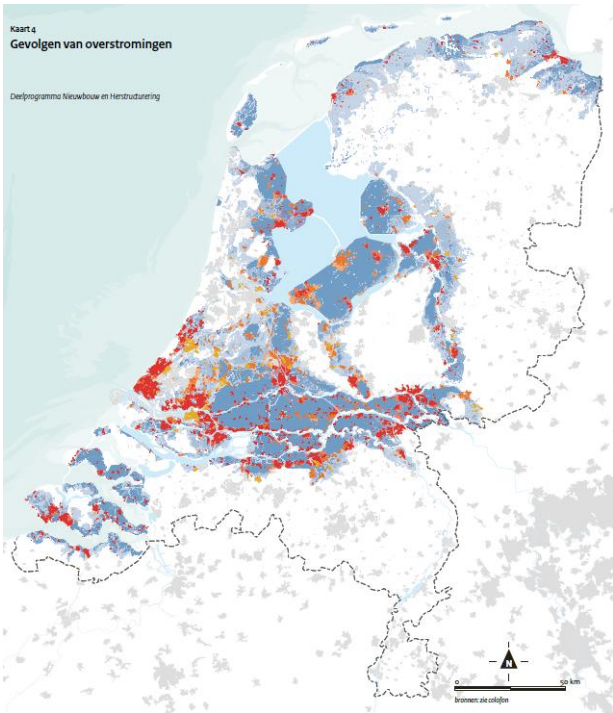 Kaart 4
Gevolgen van overstromingen
Deelprogramma Nieuwbouw en Herstructurering
N
0 50 km
bronnen: zie colofon